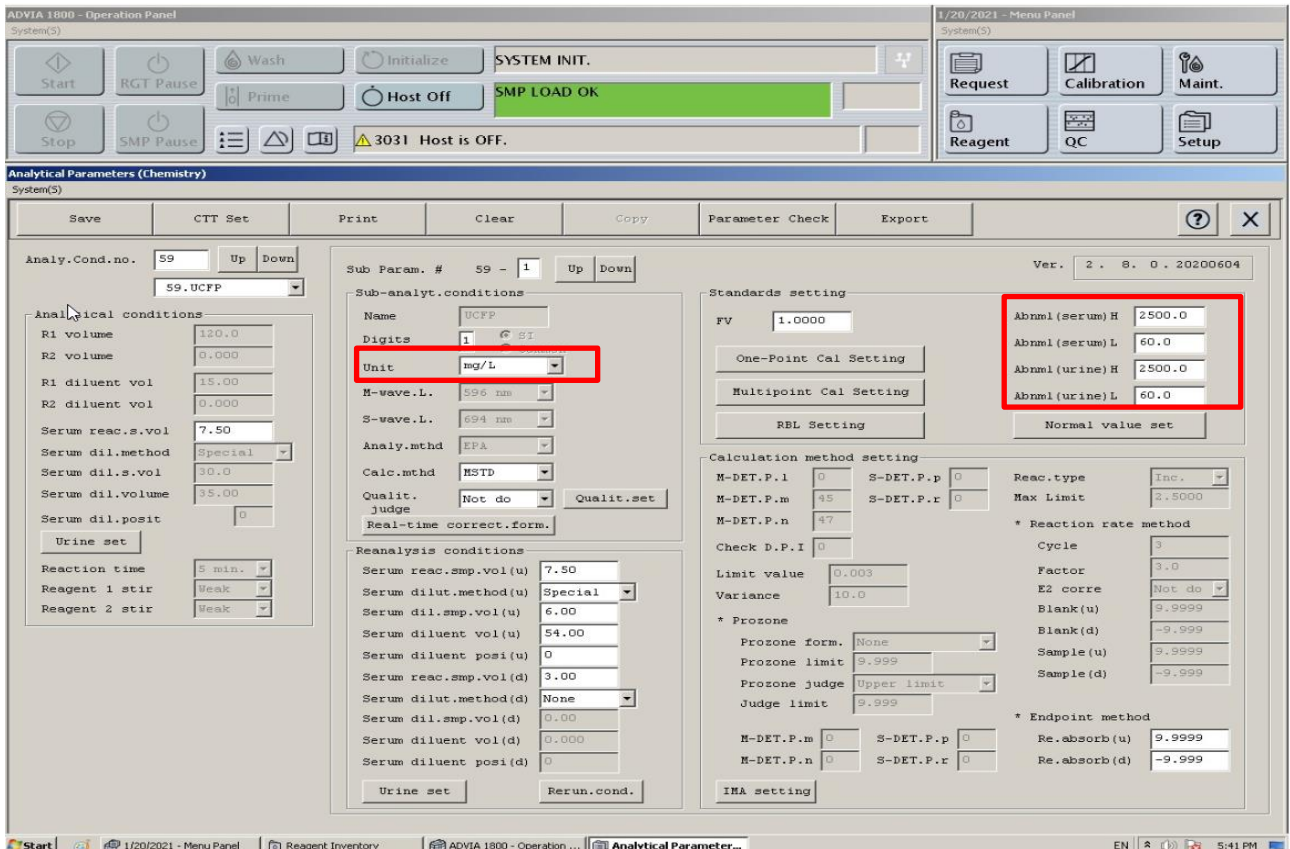 ADVIA 1800 - Operation Panel
System(S)
Start
RGT Pause
Wash
Prime
Initialize
Host Off
SYSTEM INIT.
SMP LOAD OK
Stop
SMP Pause
3031 Host is OFF.
1/20/2021 - Menu Panel
System(S)
Request
Calibration
Maint.
Reagent
QC
Setup
Analytical Parameters (Chemistry)
System(S)
Save
CTT Set
Print
Clear
Copy
Parameter Check
Export
? X
Analy.Cond.no. 59 Up Down
59.UCFP
Analytical conditions
R1 volume 120.0
R2 volume 0.000
R1 diluent vol 15.00
R2 diluent vol 0.000
Serum reac.s.vol 7.50
Serum dil.method Special
Serum dil.s.vol 30.0
Serum dil.volume 35.00
Serum dil.posit 0
Urine set
Reaction time 5 min.
Reagent 1 stir Weak
Reagent 2 stir Weak
Sub Param. # 59 - 1 Up Down
Sub-analyt.conditions
Name UCFP
Digits 1 SI
Unit mg/L
M-wave.L. 596 nm
S-wave.L. 694 nm
Analy.mthd EPA
Calc.mthd MSTD
Qualit. judge Not do Qualit.set
Real-time correct.form.
Reanalysis conditions
Serum reac.smp.vol(u) 7.50
Serum dilut.method(u) Special
Serum dil.smp.vol(u) 6.00
Serum diluent vol(u) 54.00
Serum diluent posi(u) 0
Serum reac.smp.vol(d) 3.00
Serum dilut.method(d) None
Serum dil.smp.vol(d) 0.00
Serum diluent vol(d) 0.000
Serum diluent posi(d) 0
Urine set
Rerun.cond.
Ver. 2. 8. 0.20200604
Standards setting
FV 1.0000
One-Point Cal Setting
Multipoint Cal Setting
RBL Setting
Abnml(serum)H 2500.0
Abnml(serum)L 60.0
Abnml(urine)H 2500.0
Abnml(urine)L 60.0
Normal value set
Calculation method setting
M-DET.P.l 0 S-DET.P.p 0
M-DET.P.m 45 S-DET.P.r 0
M-DET.P.n 47
Check D.P.I 0
Limit value 0.003
Variance 10.0
* Prozone
Prozone form. None
Prozone limit 9.999
Prozone judge Upper limit
Judge limit 9.999
M-DET.P.m 0 S-DET.P.p 0
M-DET.P.n 0 S-DET.P.r 0
IMA setting
Reac.type Inc.
Max Limit 2.5000
* Reaction rate method
Cycle 3
Factor 3.0
E2 corre Not do
Blank(u) 9.9999
Blank(d) -9.999
Sample(u) 9.9999
Sample(d) -9.999
* Endpoint method
Re.absorb(u) 9.9999
Re.absorb(d) -9.999
Start
1/20/2021 - Menu Panel
Reagent Inventory
ADVIA 1800 - Operation ...
Analytical Parameter...
EN
5:41 PM